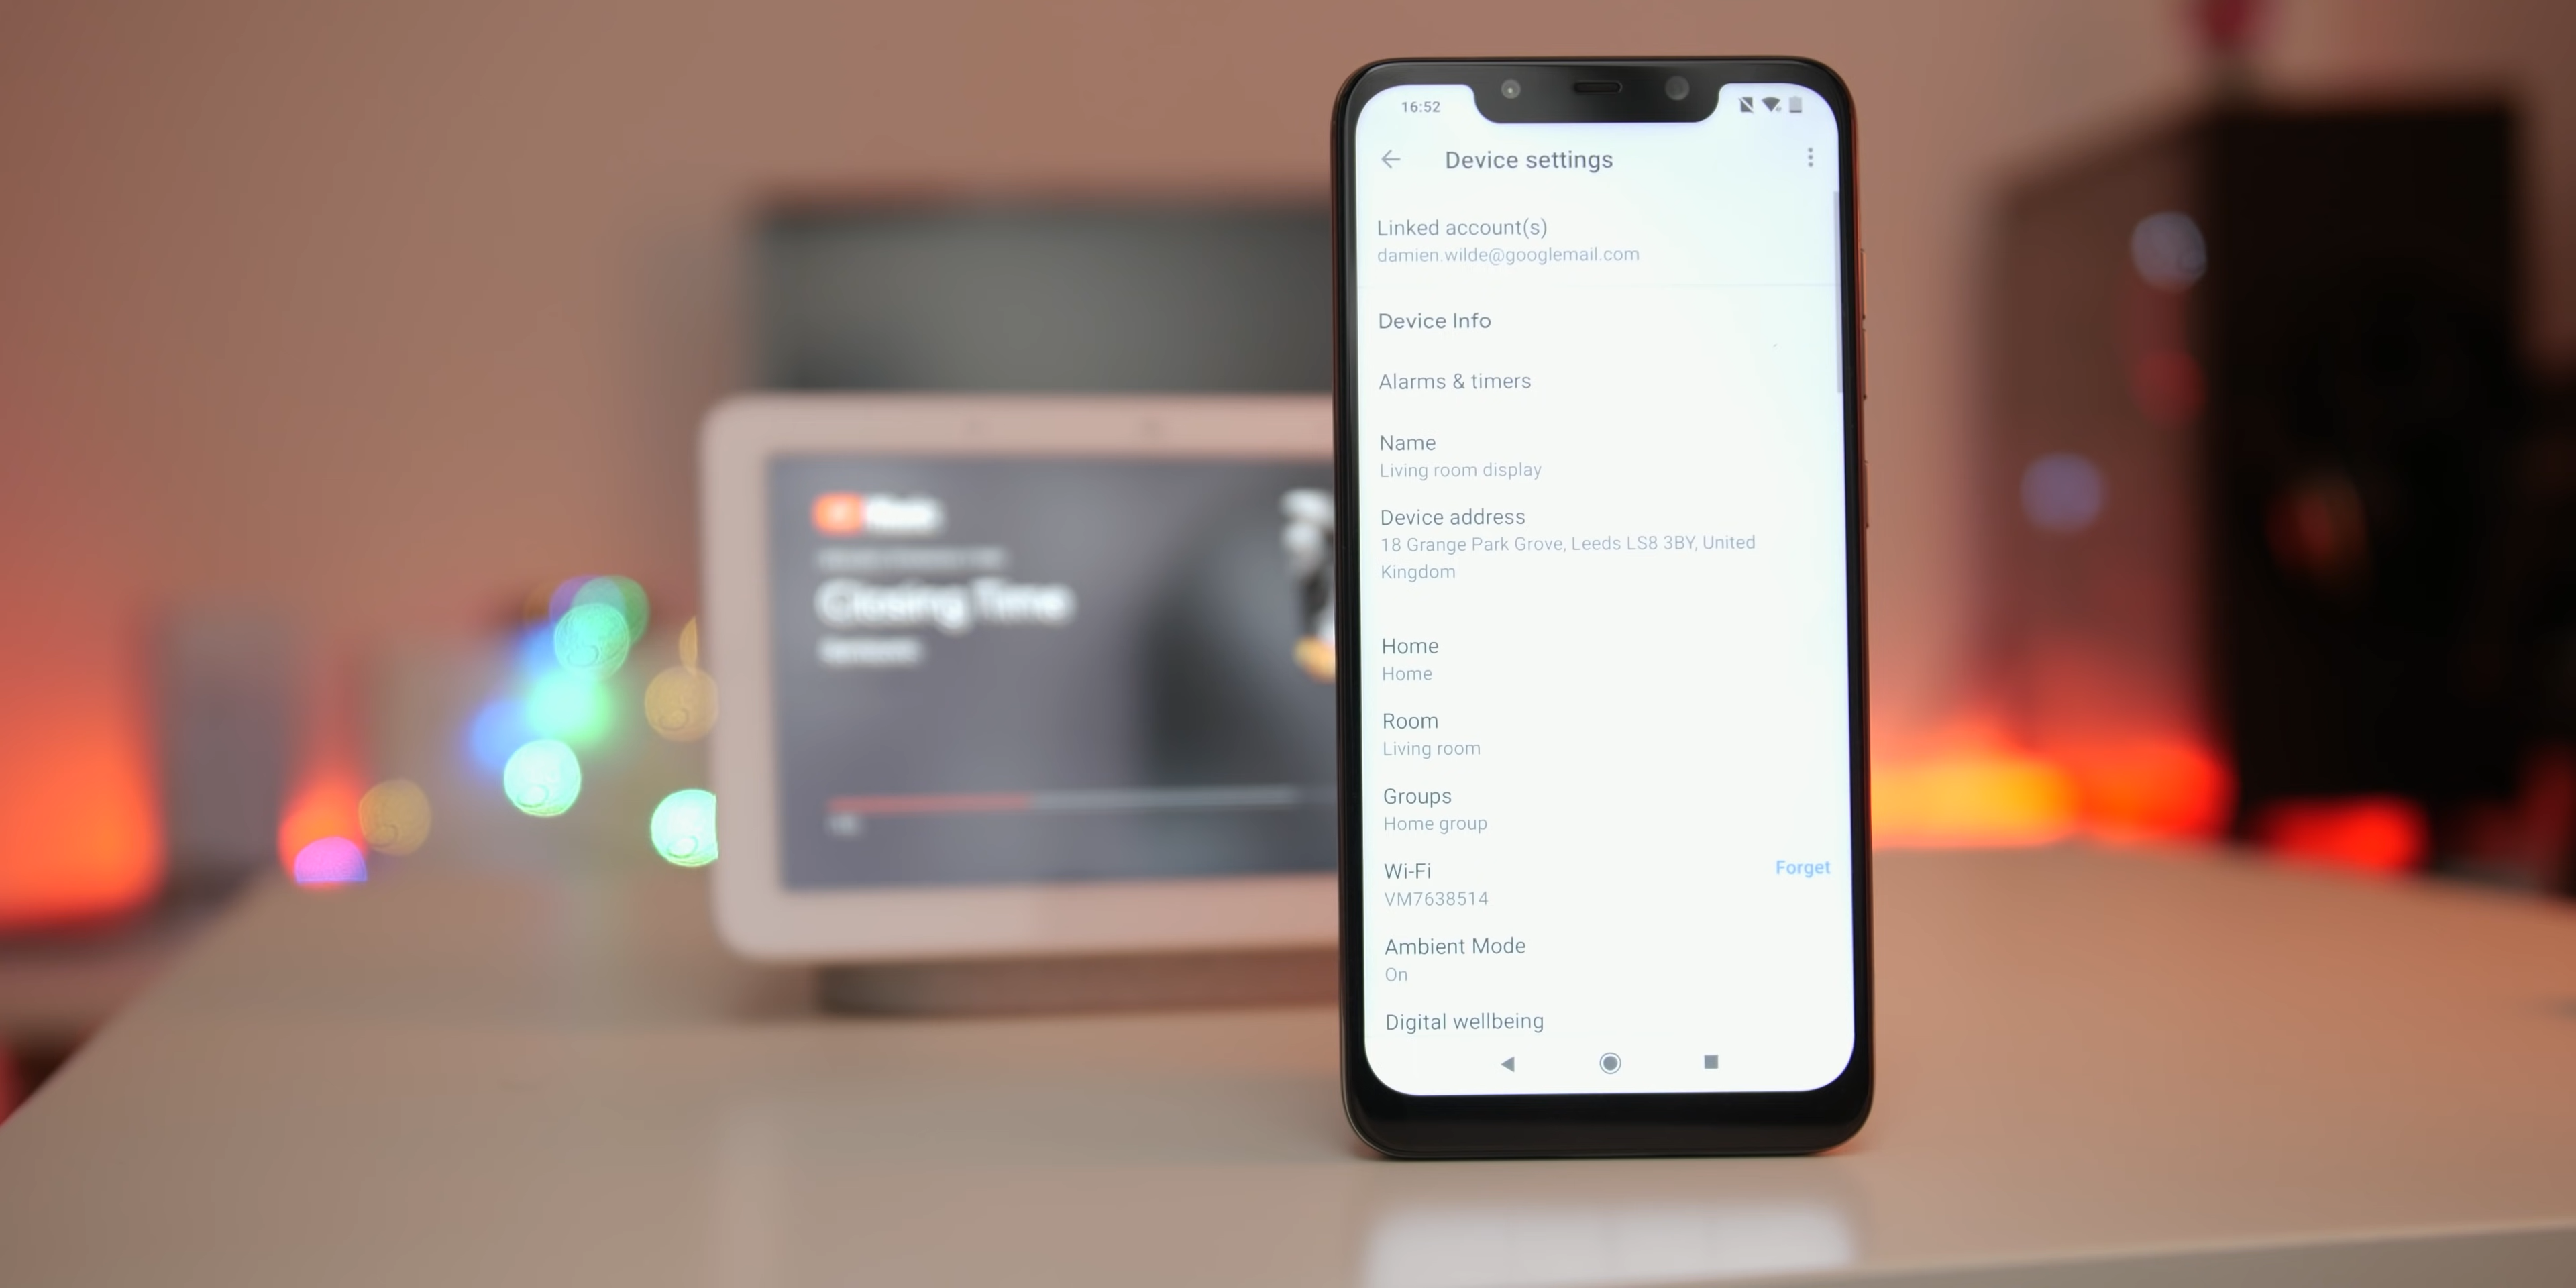 16:52
Device settings
Linked account(s)
damien.wilde@googlemail.com
Device Info
Alarms & timers
Name
Living room display
Device address
18 Grange Park Grove, Leeds LS8 3BY, United
Kingdom
Home
Home
Room
Living room
Groups
Home group
Wi-Fi
Forget
VM7638514
Ambient Mode
On
Digital wellbeing
Closing Time